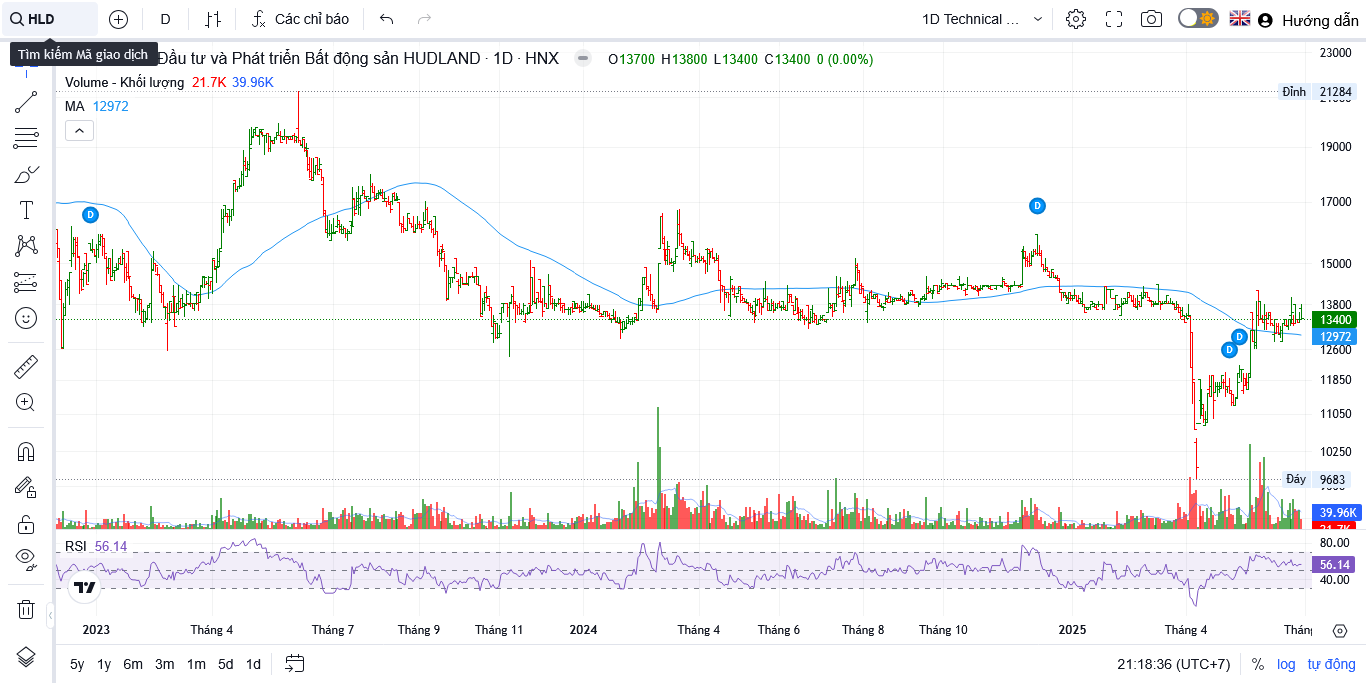 HLD
D
Các chỉ báo
1D Technical ...
Hướng dẫn
Tìm kiếm Mã giao dịch
Đầu tư và Phát triển Bất động sản HUDLAND · 1D · HNX
O13700 H13800 L13400 C13400 0 (0.00%)
Volume - Khối lượng 21.7K 39.96K
MA 12972
23000
Đỉnh 21284
19000
17000
15000
13800
13400
12972
12600
11850
11050
10250
Đáy 9683
39.96K
21.7K
D
D
D
D
RSI 56.14
80.00
56.14
40.00
2023
Tháng 4
Tháng 7
Tháng 9
Tháng 11
2024
Tháng 4
Tháng 6
Tháng 8
Tháng 10
2025
Tháng 4
Thán
5y 1y 6m 3m 1m 5d 1d
21:18:36 (UTC+7)
% log tự động